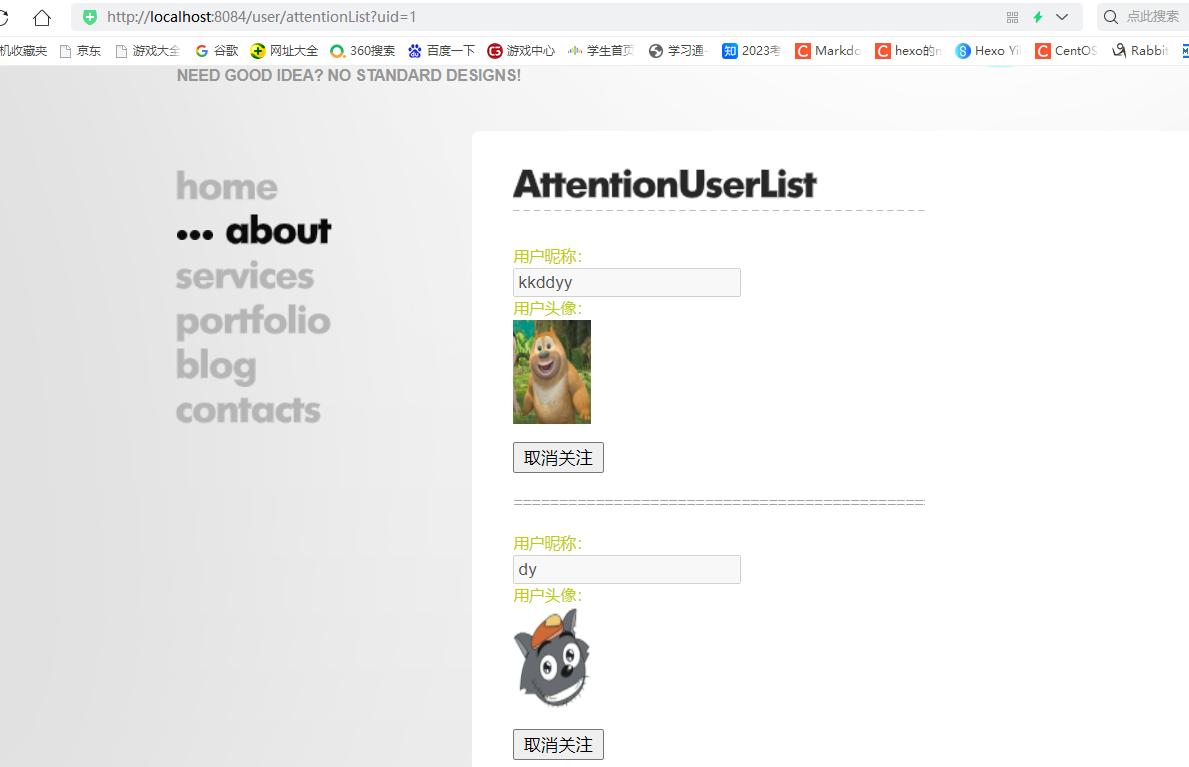 http://localhost:8084/user/attentionList?uid=1
点此搜索
机收藏夹 京东 游戏大全 谷歌 网址大全 360搜索 百度一下 游戏中心 学生首页 学习通 2023考 Markdo hexo的n Hexo Yi CentOS Rabbit
NEED GOOD IDEA? NO STANDARD DESIGNS!
home
••• about
services
portfolio
blog
contacts
AttentionUserList
用户昵称:
kkddyy
用户头像:
取消关注
用户昵称:
dy
用户头像:
取消关注